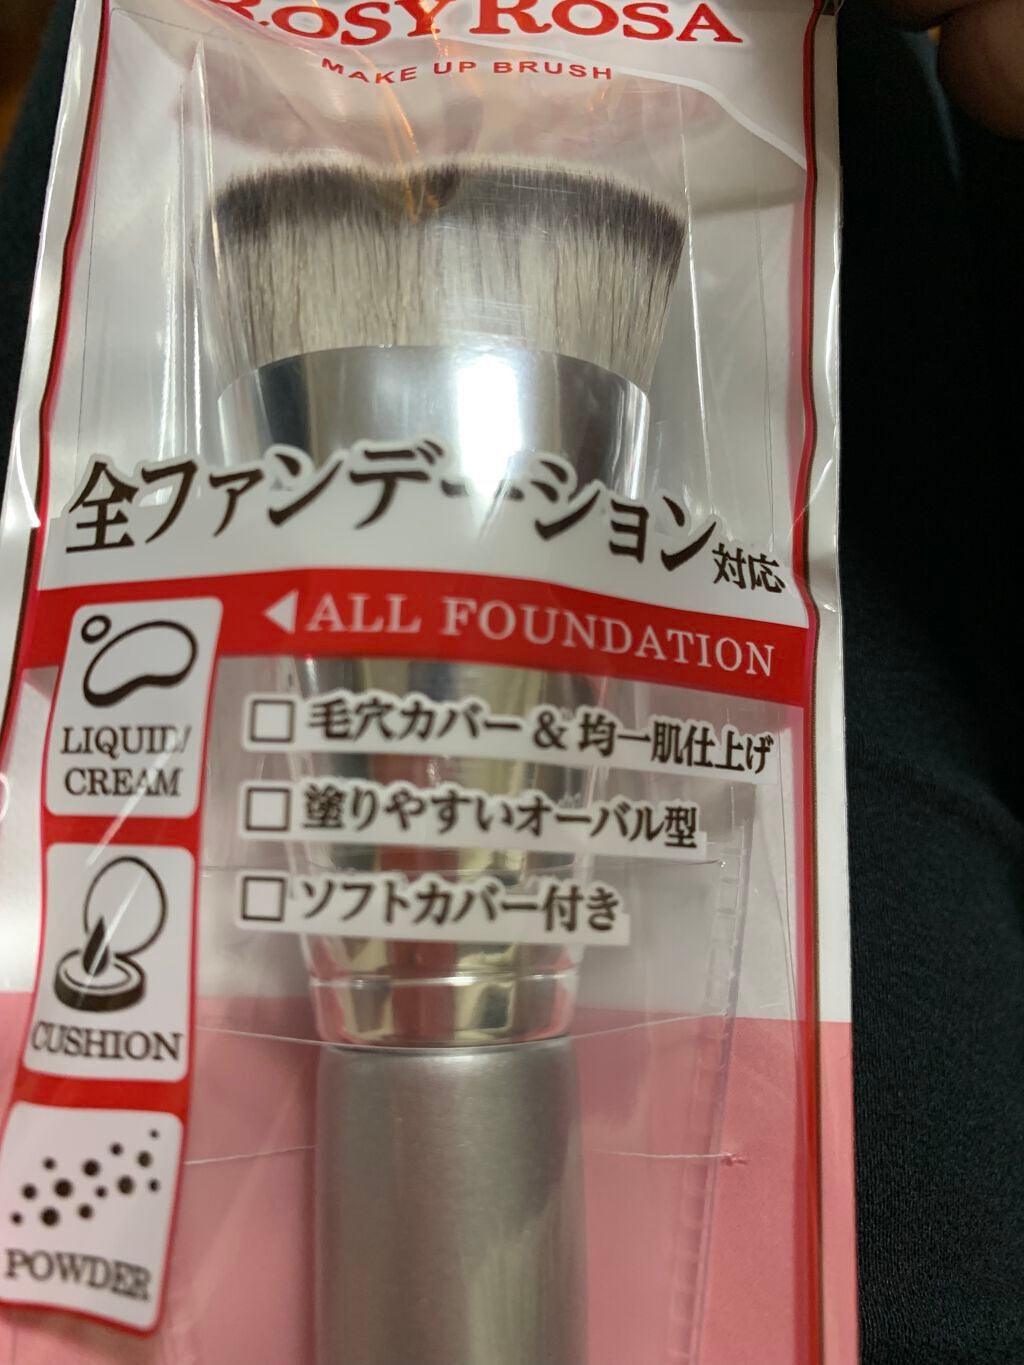 ROSY ROSA
MAKE UP BRUSH
全ファンデーション対応
ALL FOUNDATION
LIQUID/
CREAM
□ 毛穴カバー & 均一肌仕上げ
□ 塗りやすいオーバル型
□ ソフトカバー付き
CUSHION
POWDER